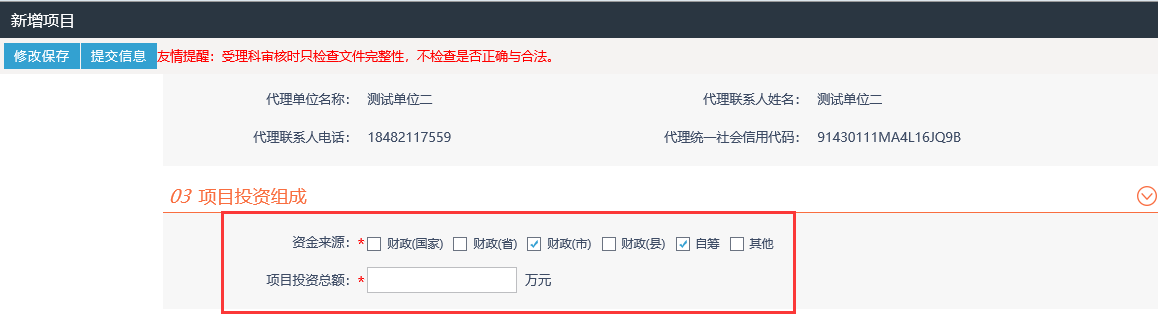 新增项目
修改保存 提交信息 友情提醒：受理科审核时只检查文件完整性，不检查是否正确与合法。
代理单位名称： 测试单位二 代理联系人姓名： 测试单位二
代理联系人电话： 18482117559 代理统一社会信用代码： 91430111MA4L16JQ9B
03 项目投资组成
资金来源： * 财政(国家) 财政(省) 财政(市) 财政(县) 自筹 其他
项目投资总额： * 万元